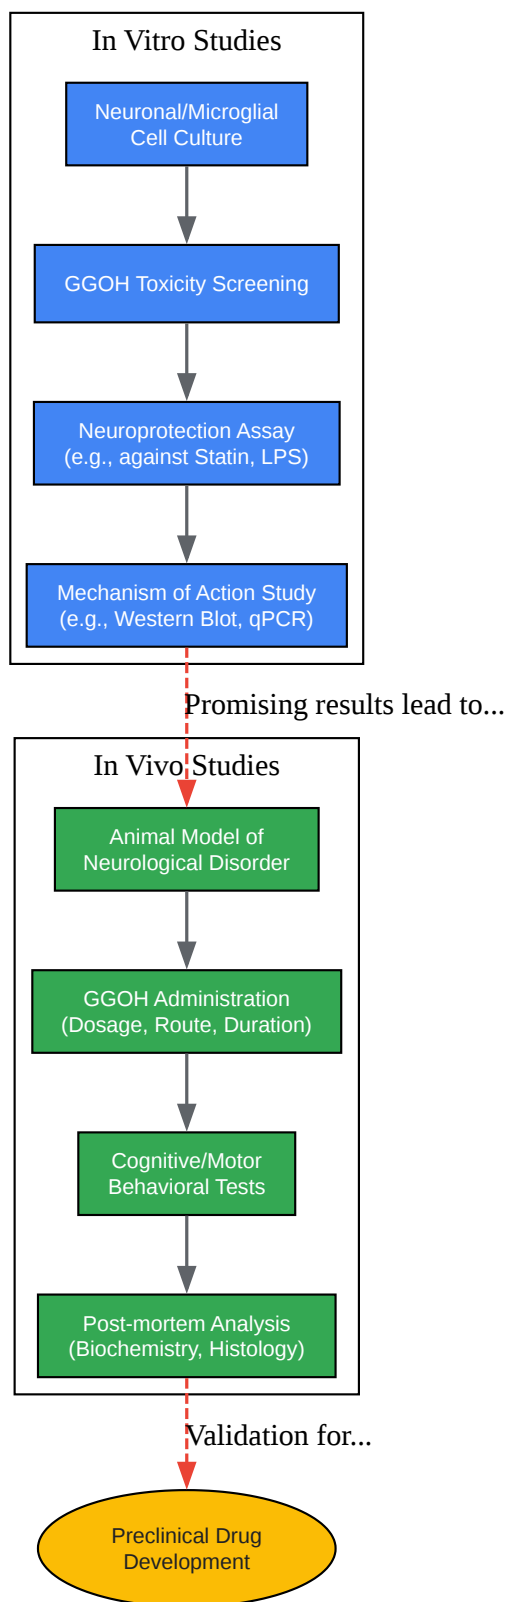 In Vitro Studies
Neuronal/Microglial
Cell Culture
GGOH Toxicity Screening
Neuroprotection Assay
(e.g., against Statin, LPS)
Mechanism of Action Study
(e.g., Western Blot, qPCR)
Promising results lead to...
In Vivo Studies
Animal Model of
Neurological Disorder
GGOH Administration
(Dosage, Route, Duration)
Cognitive/Motor
Behavioral Tests
Post-mortem Analysis
(Biochemistry, Histology)
Validation for...
Preclinical Drug
Development